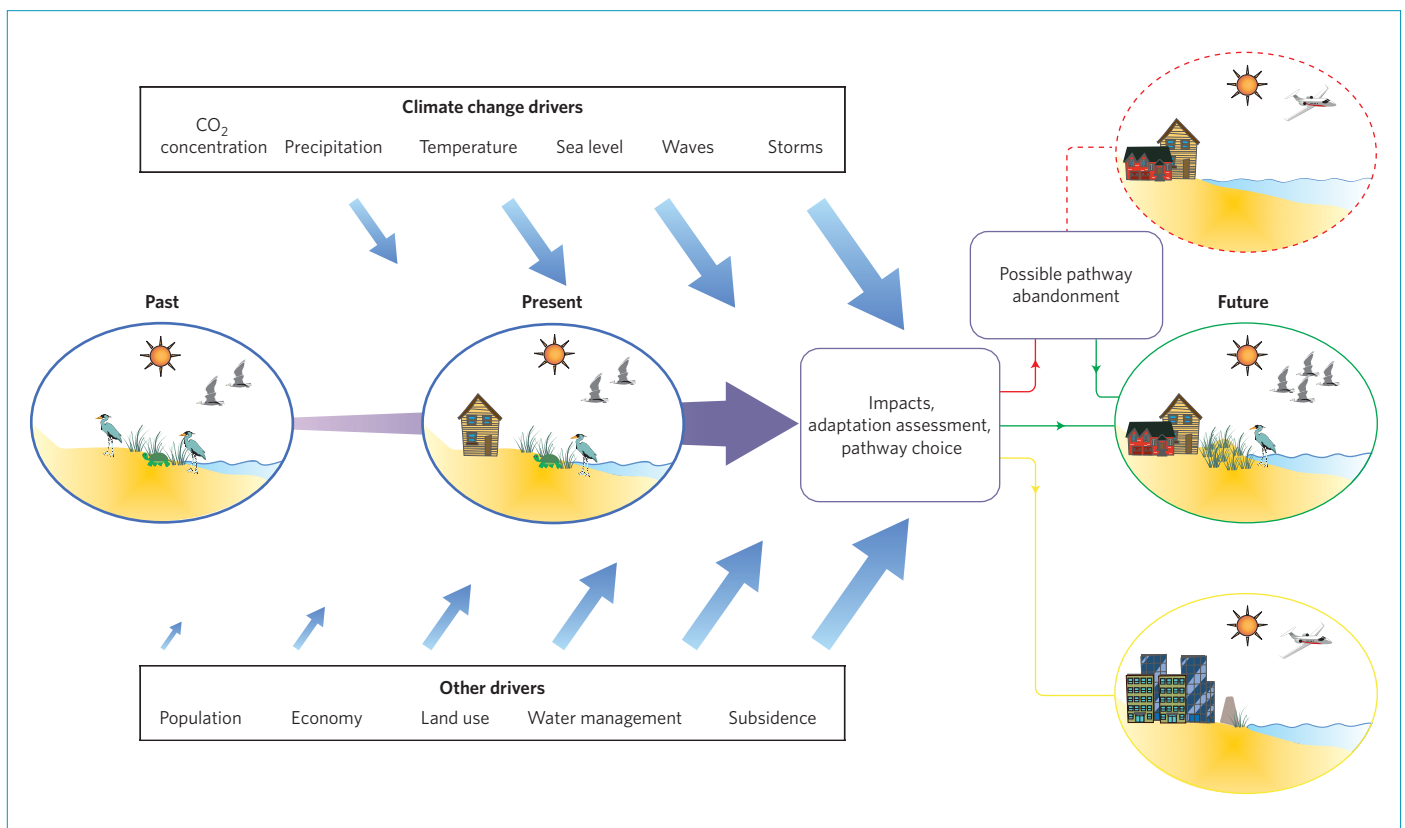 Climate change drivers
CO₂
concentration
Precipitation
Temperature
Sea level
Waves
Storms
Possible pathway
abandonment
Past
Present
Future
Impacts,
adaptation assessment,
pathway choice
Other drivers
Population
Economy
Land use
Water management
Subsidence